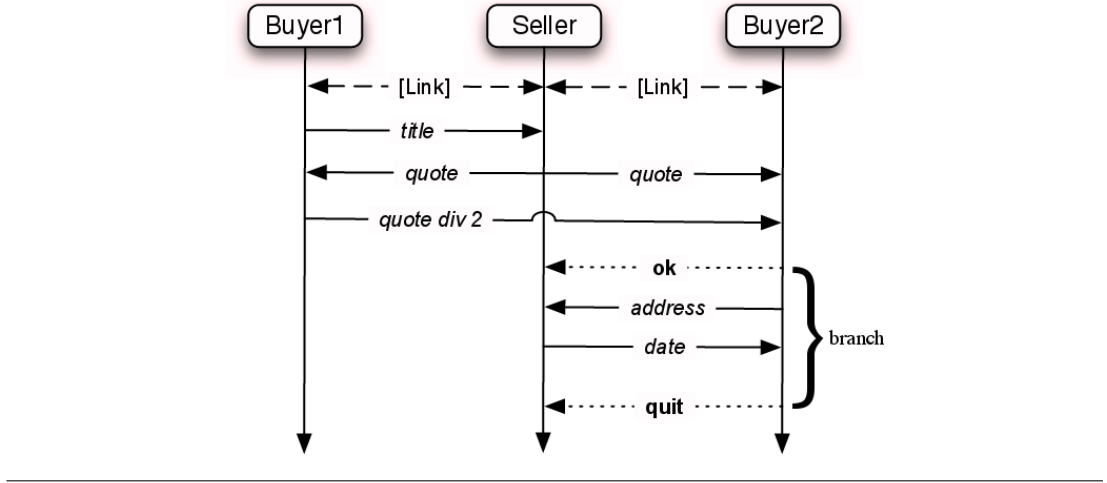 Buyer1 Seller Buyer2
[Link] [Link]
title
quote quote
quote div 2
ok
address
branch
date
quit